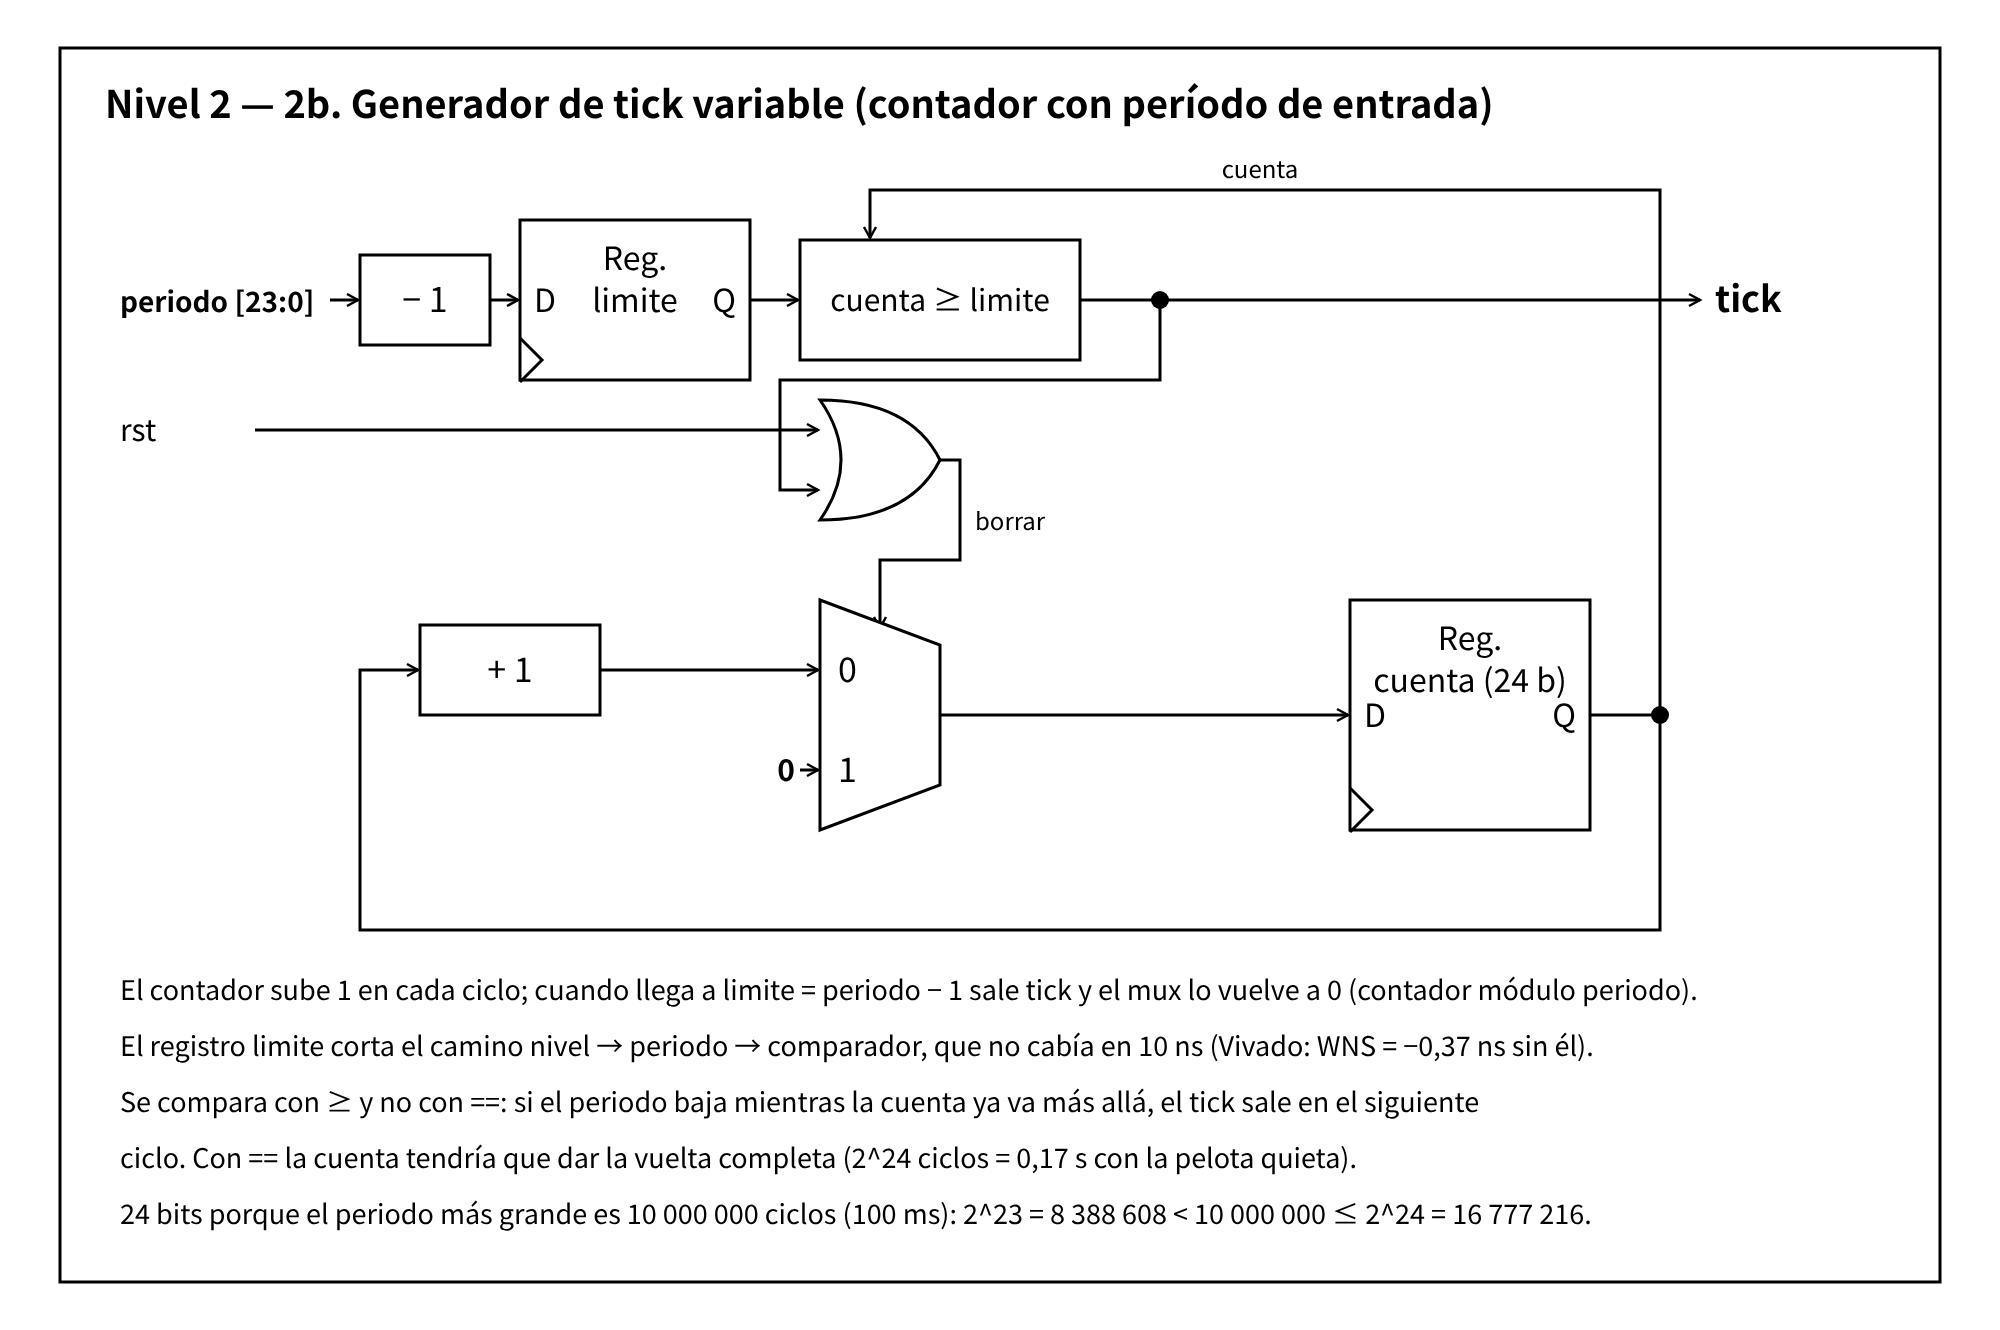 Nivel 2 — 2b. Generador de tick variable (contador con período de entrada)
cuenta
periodo [23:0]
− 1
Reg.
D limite Q
cuenta ≥ limite
tick
rst
borrar
+ 1
0
0 1
Reg.
cuenta (24 b)
D Q
El contador sube 1 en cada ciclo; cuando llega a limite = periodo − 1 sale tick y el mux lo vuelve a 0 (contador módulo periodo).
El registro limite corta el camino nivel → periodo → comparador, que no cabía en 10 ns (Vivado: WNS = −0,37 ns sin él).
Se compara con ≥ y no con ==: si el periodo baja mientras la cuenta ya va más allá, el tick sale en el siguiente
ciclo. Con == la cuenta tendría que dar la vuelta completa (2^24 ciclos = 0,17 s con la pelota quieta).
24 bits porque el periodo más grande es 10 000 000 ciclos (100 ms): 2^23 = 8 388 608 < 10 000 000 ≤ 2^24 = 16 777 216.